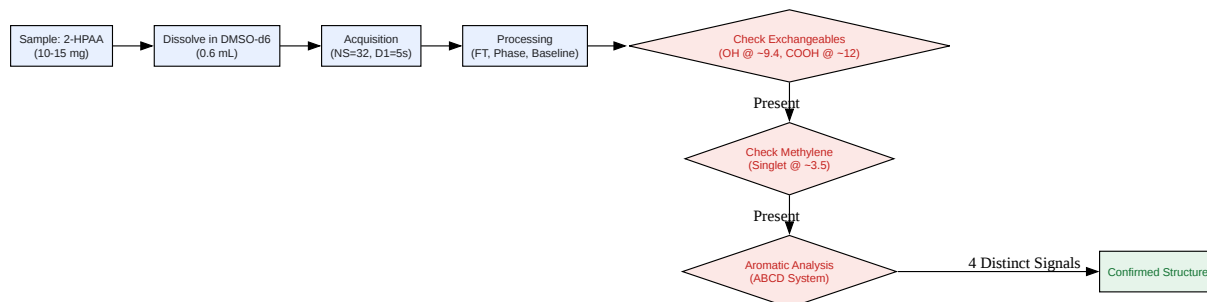 Sample: 2-HPAA
(10-15 mg)
Dissolve in DMSO-d6
(0.6 mL)
Acquisition
(NS=32, D1=5s)
Processing
(FT, Phase, Baseline)
Check Exchangeables
(OH @ ~9.4, COOH @ ~12)
Present
Check Methylene
(Singlet @ ~3.5)
Present
Aromatic Analysis
(ABCD System)
4 Distinct Signals
Confirmed Structure